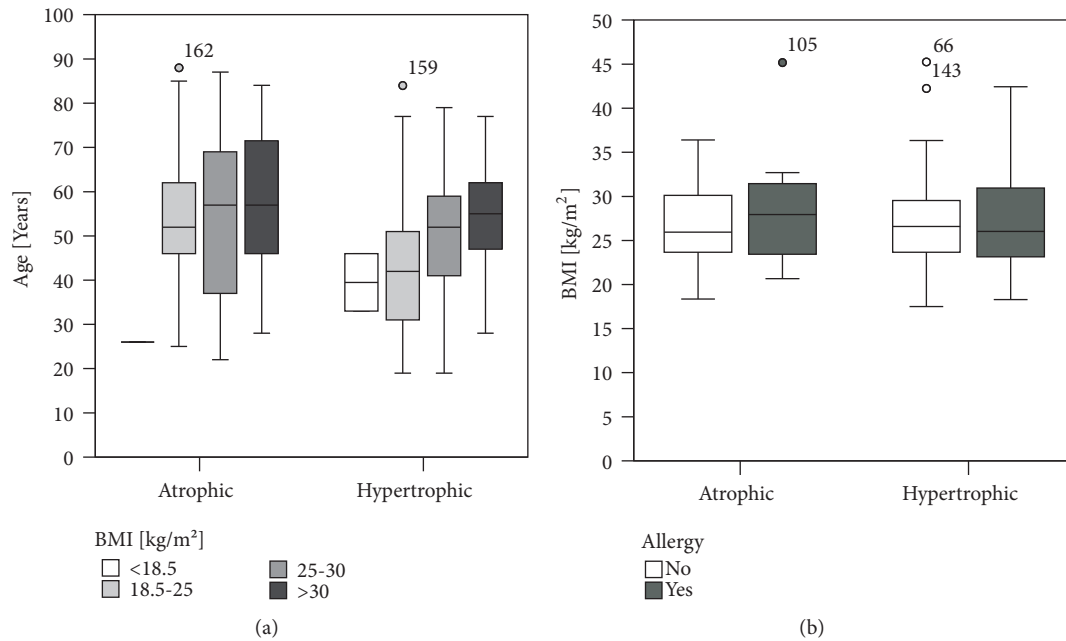 100
90
80
70
60
50
40
30
20
10
0
Age [Years]
162
159
Atrophic
Hypertrophic
BMI [kg/m²]
<18.5
18.5-25
25-30
>30
(a)
50
45
40
35
30
25
20
15
10
5
0
BMI [kg/m²]
105
66
143
Atrophic
Hypertrophic
Allergy
No
Yes
(b)